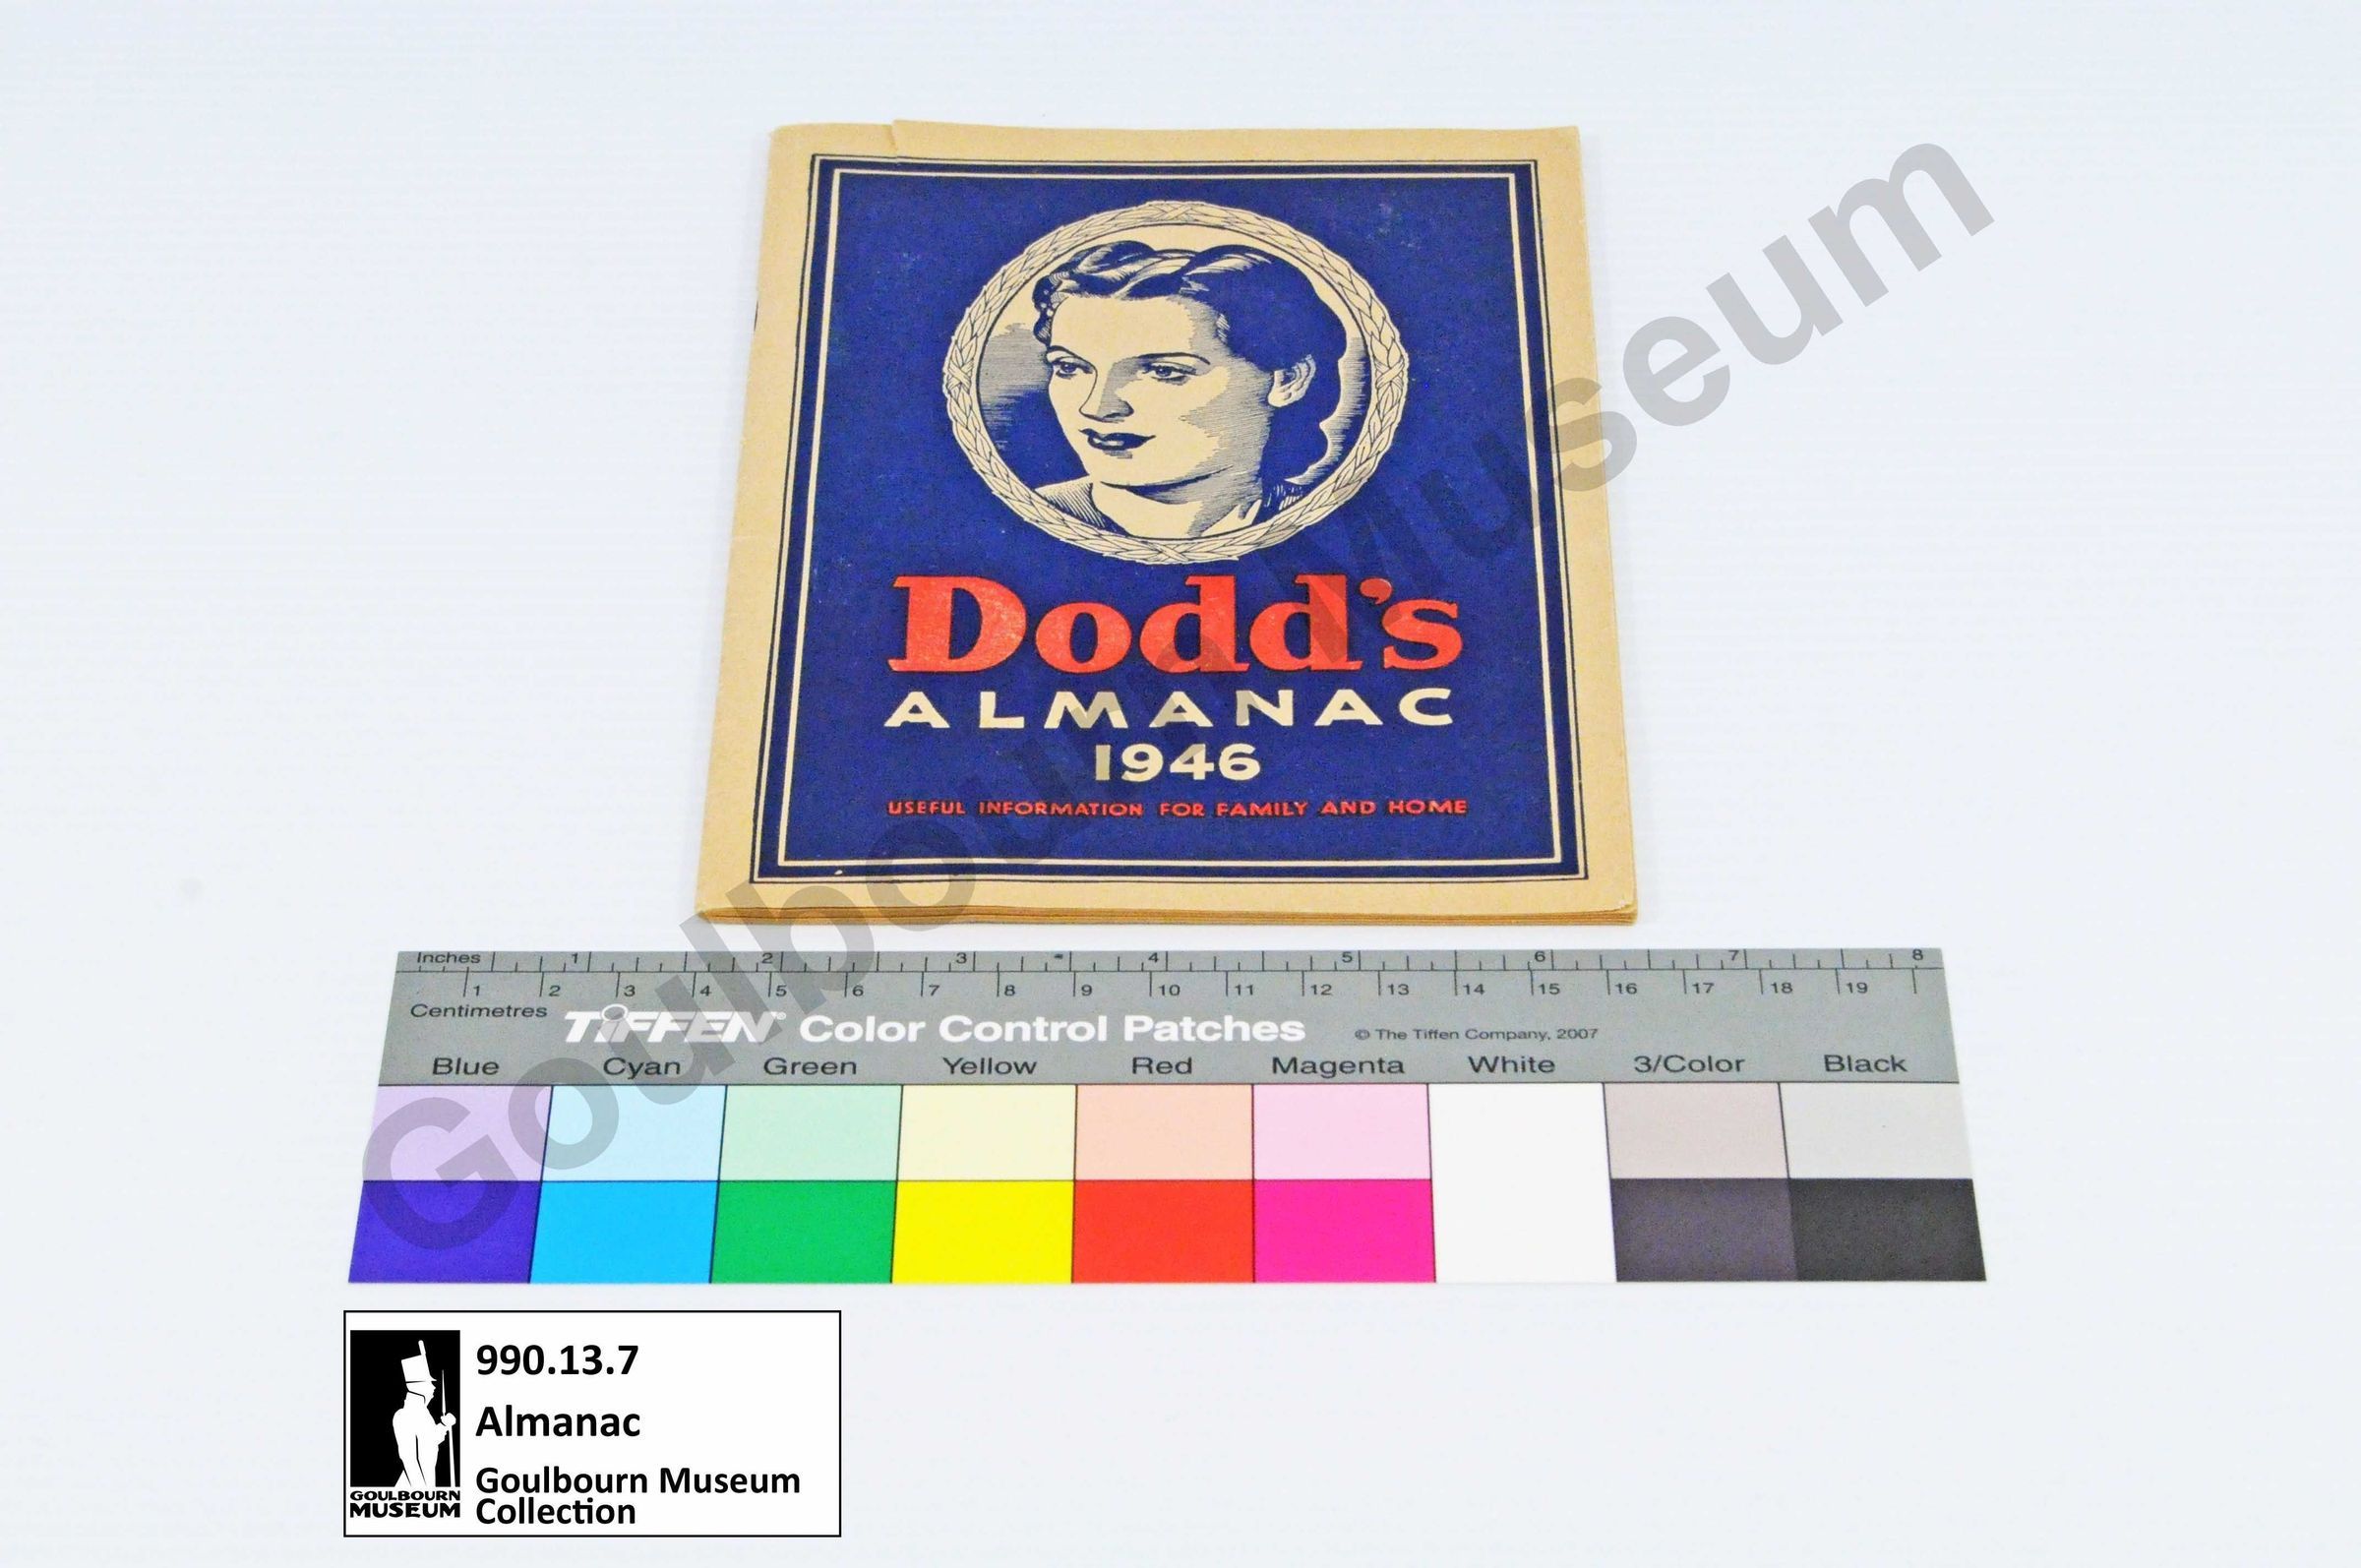 Dodd's
ALMANAC
1946
USEFUL INFORMATION FOR FAMILY AND HOME
Goulbourn Museum
Inches 1 2 3 4 5 6 7 8
1 2 3 4 5 6 7 8 9 10 11 12 13 14 15 16 17 18 19
Centimetres
TIFFEN Color Control Patches © The Tiffen Company, 2007
Blue Cyan Green Yellow Red Magenta White 3/Color Black
990.13.7
Almanac
Goulbourn Museum
Collection
GOULBOURN
MUSEUM